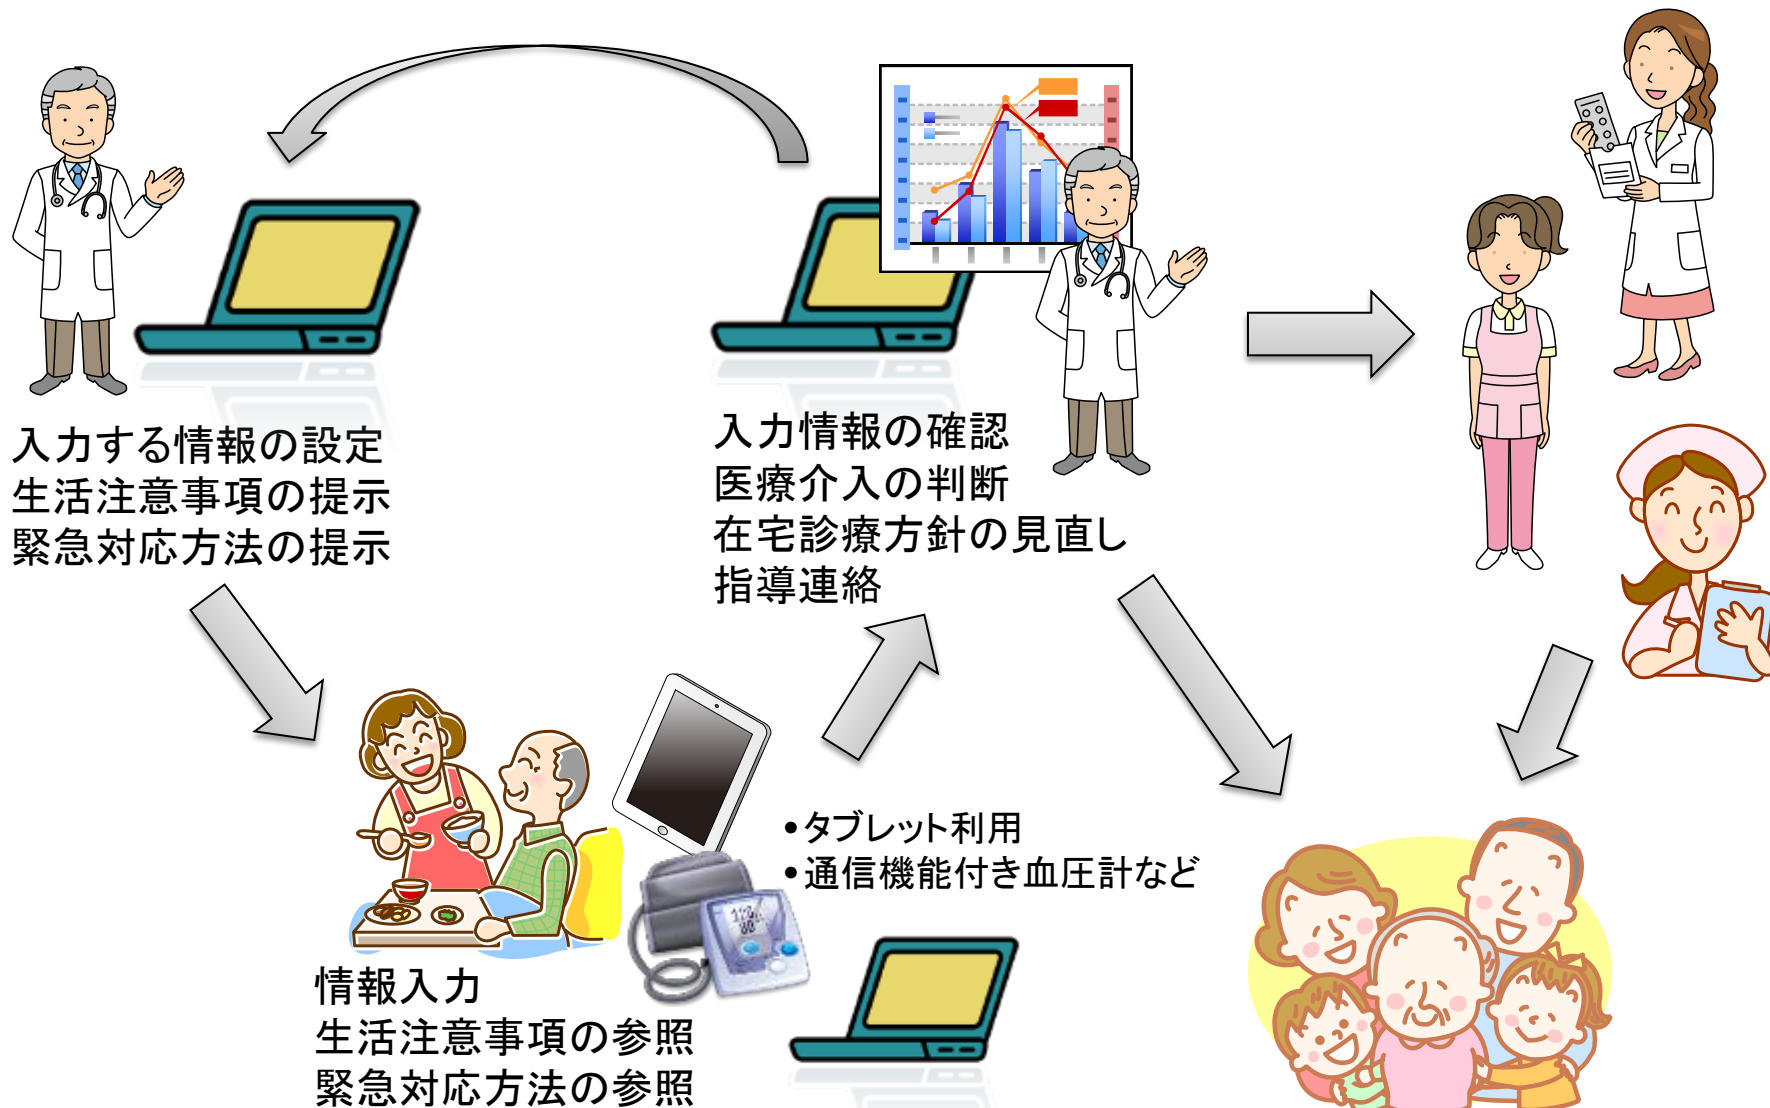 入力する情報の設定
生活注意事項の提示
緊急対応方法の提示
入力情報の確認
医療介入の判断
在宅診療方針の見直し
指導連絡
•タブレット利用
•通信機能付き血圧計など
情報入力
生活注意事項の参照
緊急対応方法の参照